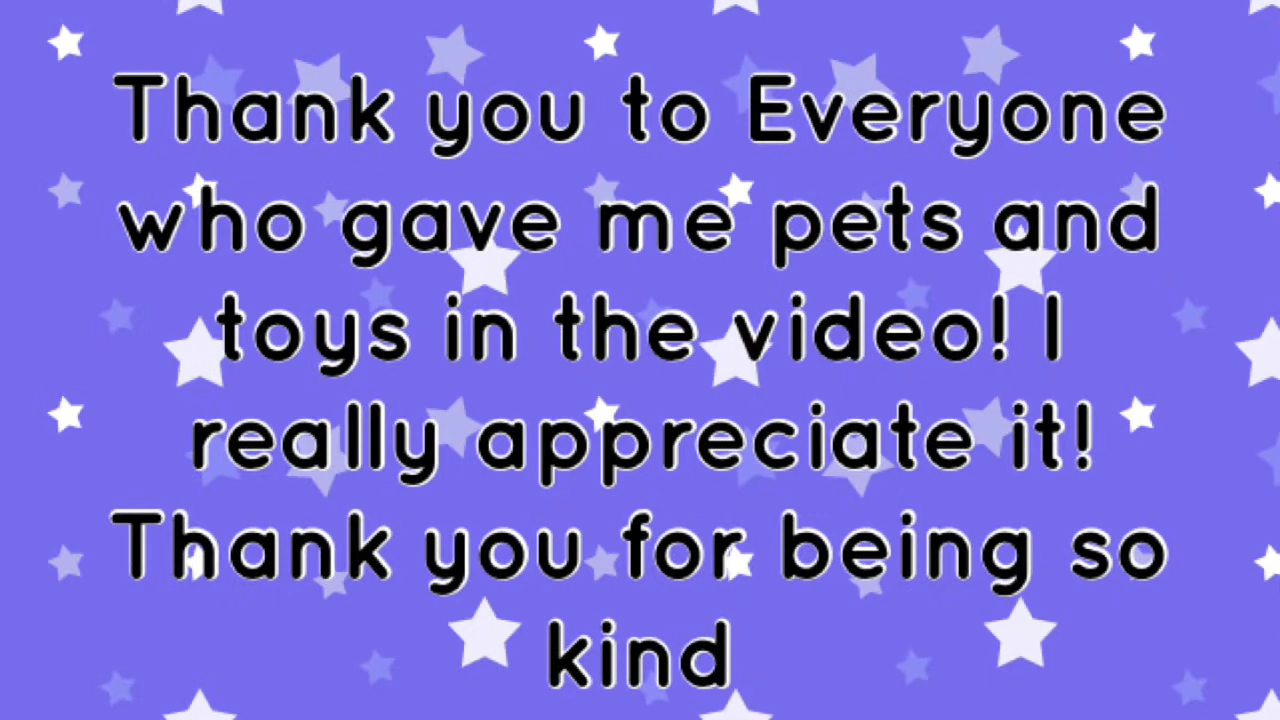 Thank you to Everyone
who gave me pets and
toys in the video! I
really appreciate it!
Thank you for being so
kind